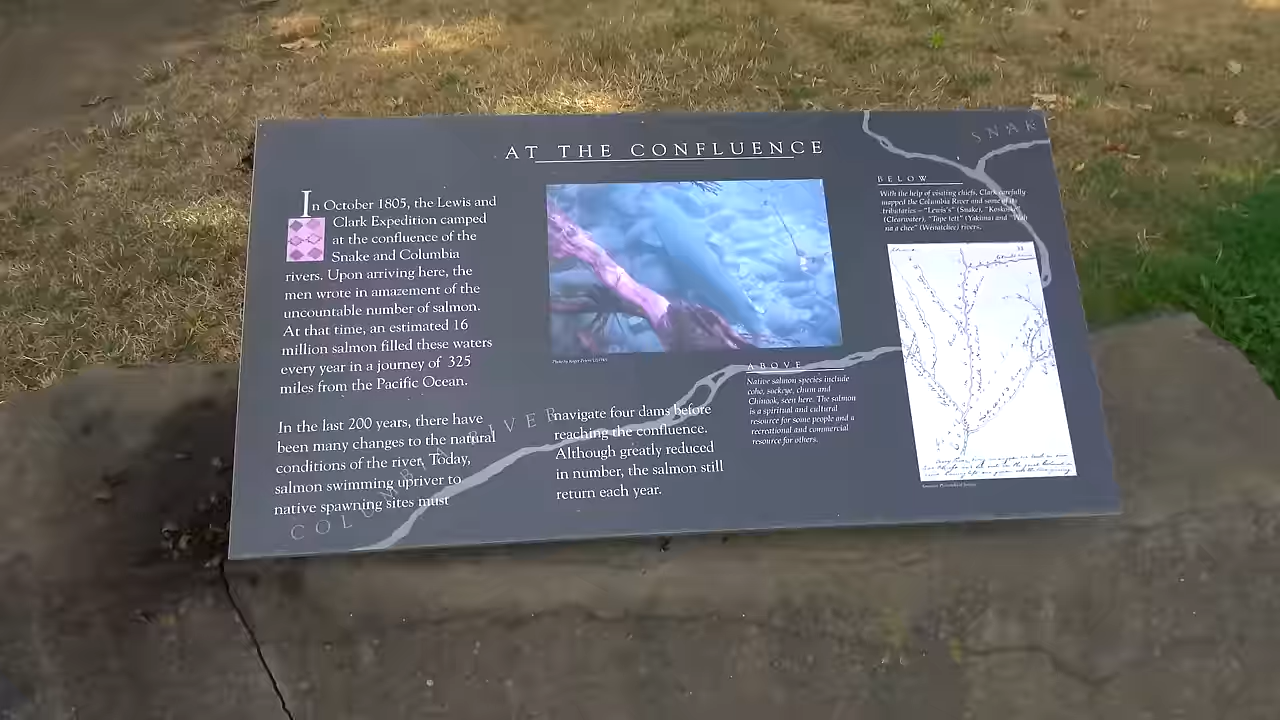 AT THE CONFLUENCE
In October 1805, the Lewis and
Clark Expedition camped
at the confluence of the
Snake and Columbia
rivers. Upon arriving here, the
men wrote in amazement of the
uncountable number of salmon.
At that time, an estimated 16
million salmon filled these waters
every year in a journey of 325
miles from the Pacific Ocean.
In the last 200 years, there have
been many changes to the natural
conditions of the river. Today,
salmon swimming upriver to
native spawning sites must
navigate four dams before
reaching the confluence.
Although greatly reduced
in number, the salmon still
return each year.
ABOVE
Native salmon species include
coho, sockeye, chum and
Chinook, seen here. The salmon
is a spiritual and cultural
resource for some people and a
recreational and commercial
resource for others.
BELOW
With the help of visiting chiefs, Clark carefully
mapped the Columbia River and some of its
tributaries – "Lewis's" (Snake),
(Clearwater), "Tape tett" (Yakima) and "Wah
na a chee" (Wenatchee) rivers.
SNAK
COLUMBIA RIVER